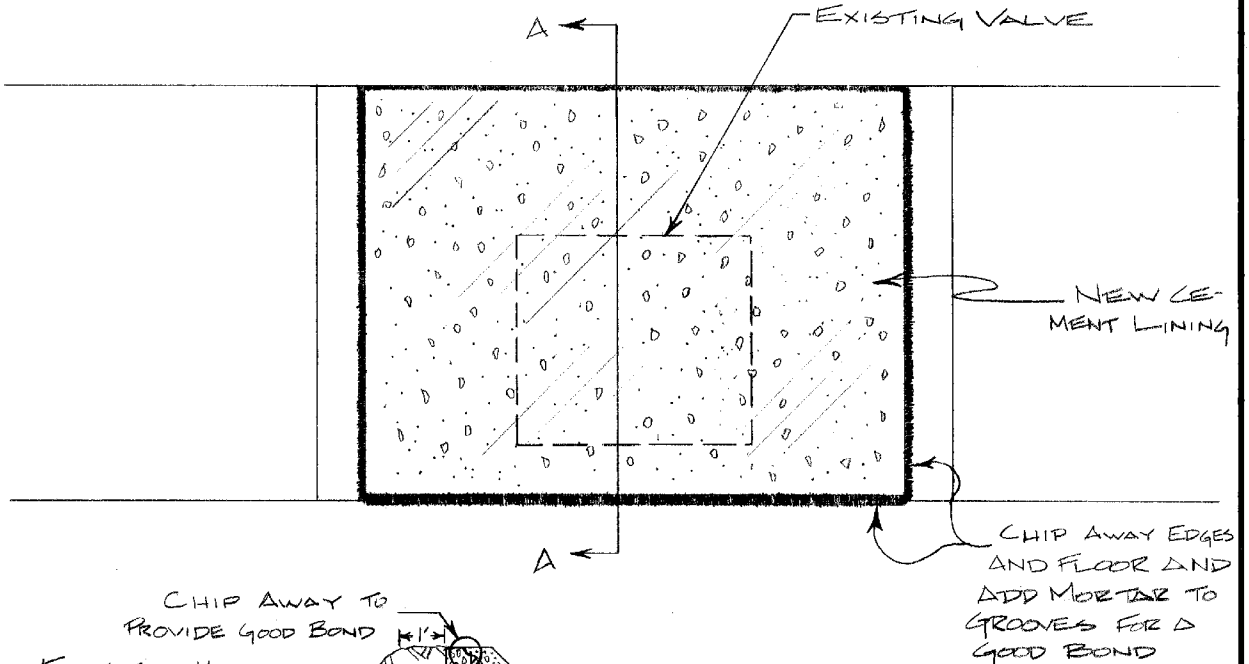 A
EXISTING VALVE
NEW CE-
MENT LINING
A
CHIP AWAY EDGES
AND FLOOR AND
ADD MORTAR TO
GROOVES FOR A
GOOD BOND
CHIP AWAY TO
PROVIDE GOOD BOND
1'